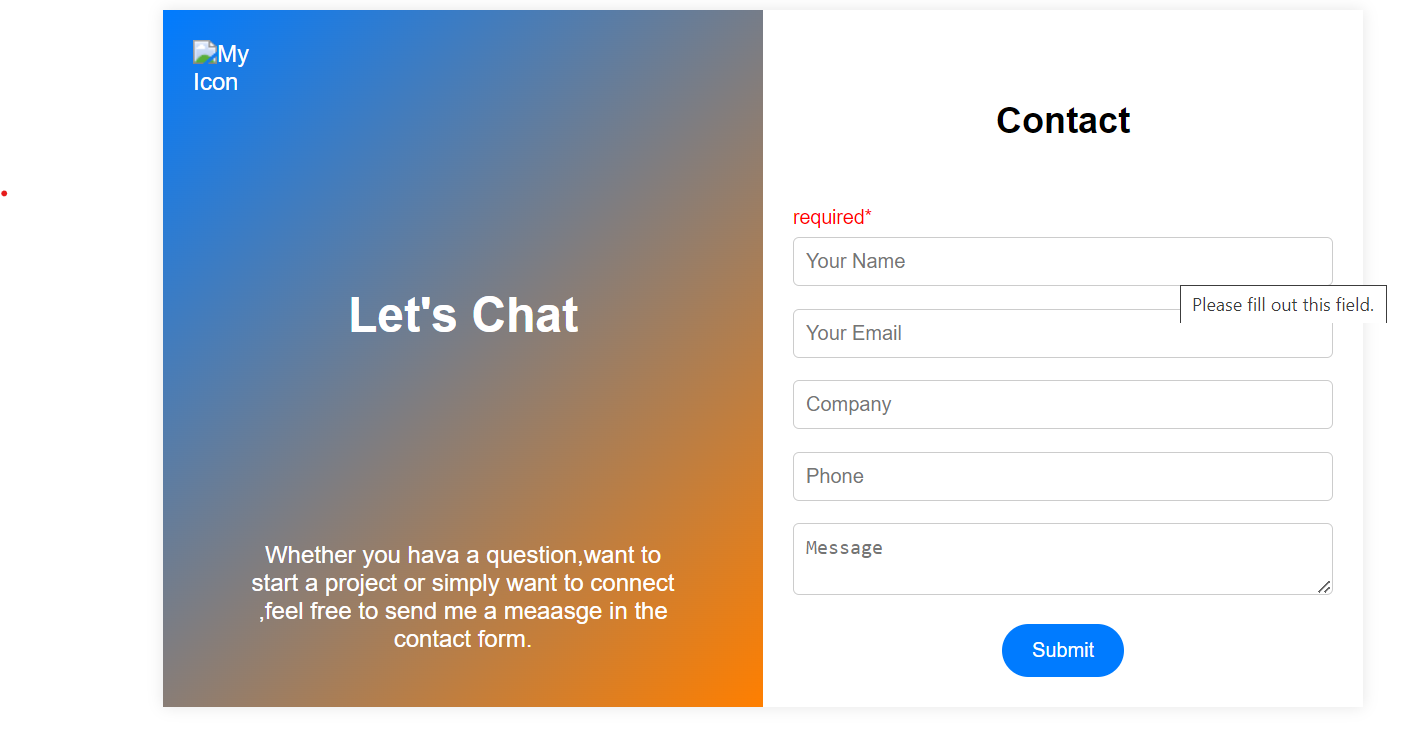 My
Icon
Let's Chat
Whether you hava a question,want to
start a project or simply want to connect
,feel free to send me a meaasge in the
contact form.
Contact
required*
Your Name
Please fill out this field.
Your Email
Company
Phone
Message
Submit